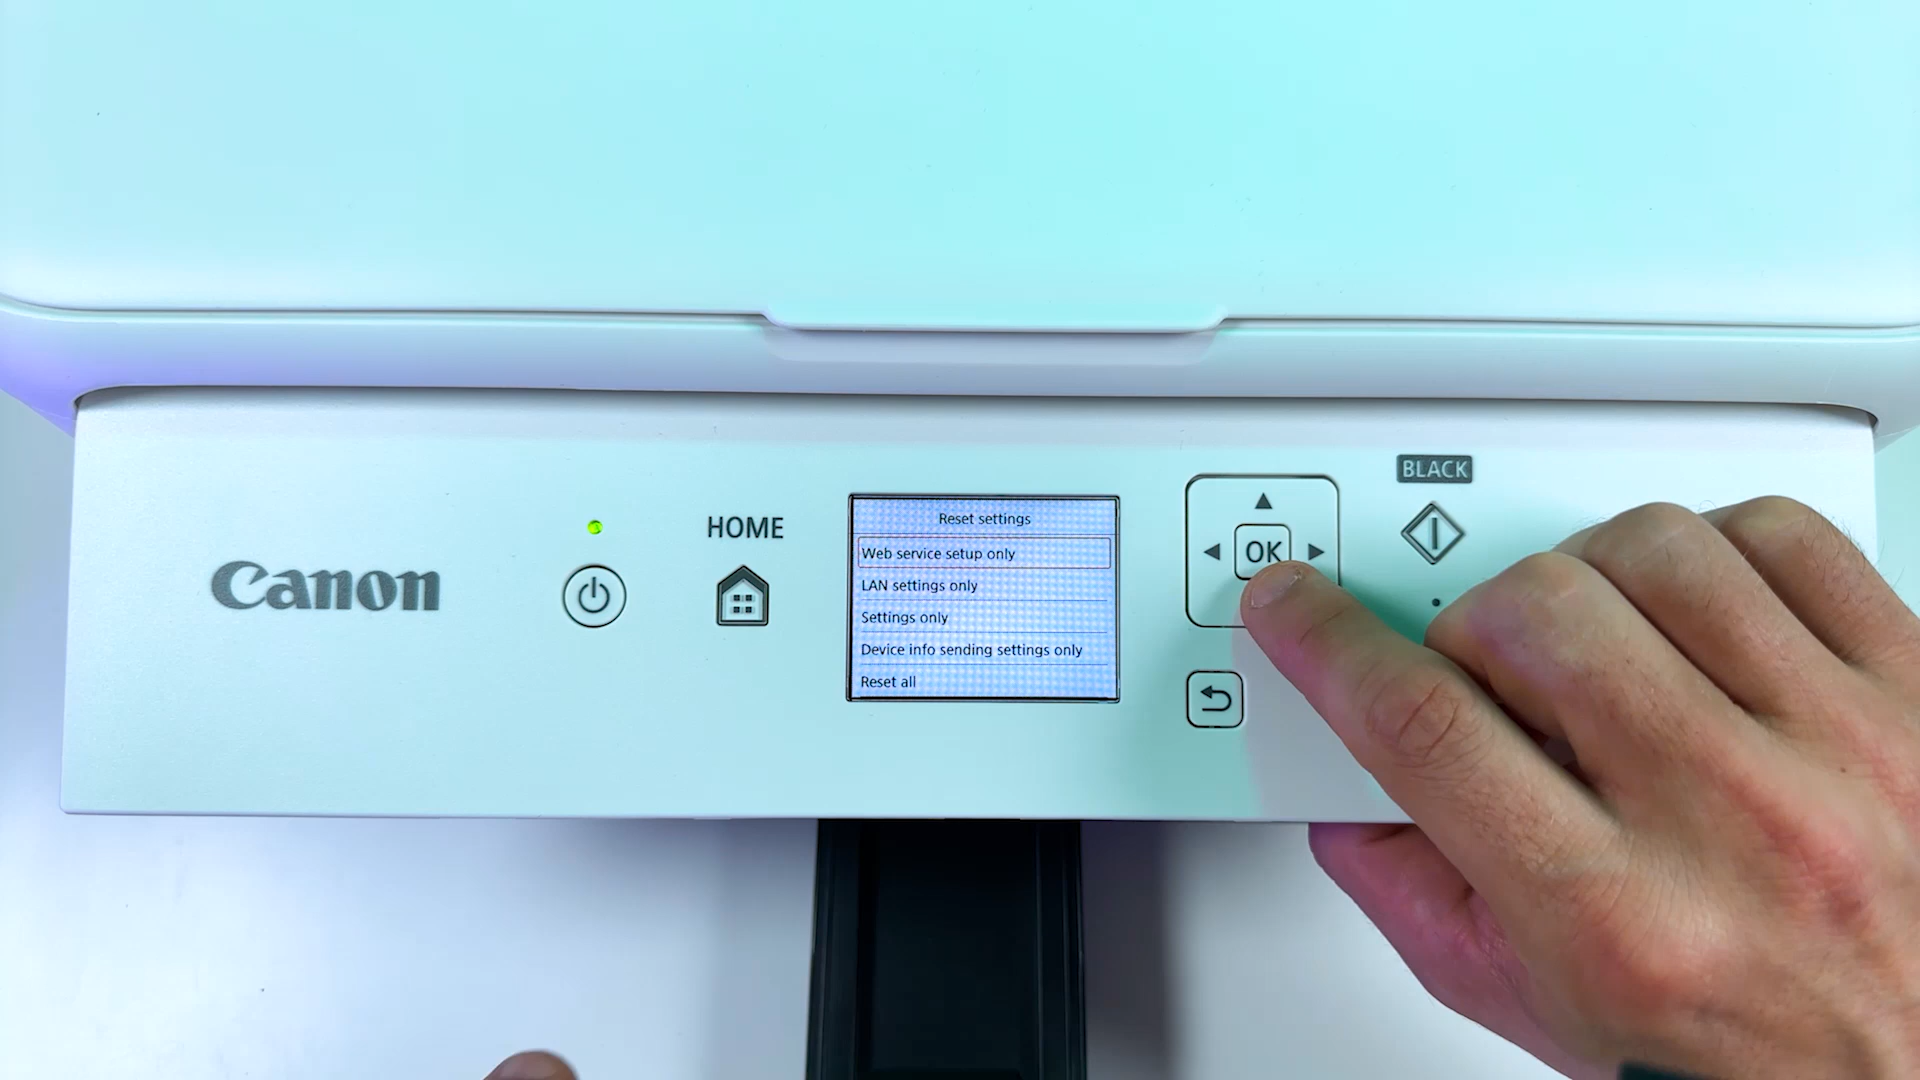 Canon
HOME
Reset settings
Web service setup only
LAN settings only
Settings only
Device info sending settings only
Reset all
OK
BLACK